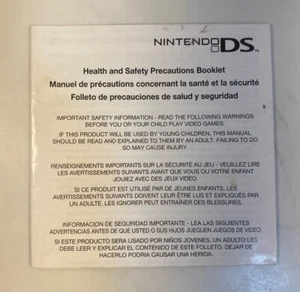 NINTENDO DS™
Health and Safety Precautions Booklet
Manuel de précautions concernant la santé et la sécurité
Folleto de precauciones de salud y seguridad
IMPORTANT SAFETY INFORMATION - READ THE FOLLOWING WARNINGS
BEFORE YOU OR YOUR CHILD PLAY VIDEO GAMES.
IF THIS PRODUCT WILL BE USED BY YOUNG CHILDREN, THIS MANUAL
SHOULD BE READ AND EXPLAINED TO THEM BY AN ADULT. FAILING TO DO
SO MAY CAUSE INJURY.
RENSEIGNEMENTS IMPORTANTS SUR LA SÉCURITÉ AU JEU - VEUILLEZ LIRE
LES AVERTISSEMENTS SUIVANTS AVANT QUE VOUS OU VOTRE ENFANT
JOUIEZ AVEC DES JEUX VIDÉO.
SI CE PRODUIT EST UTILISÉ PAR DE JEUNES ENFANTS, LES
AVERTISSEMENTS SUIVANTS DOIVENT LEUR ÊTRE LUS ET EXPLIQUÉS PAR
UN ADULTE. LES IGNORER PEUT ENTRAÎNER DES BLESSURES.
INFORMACION DE SEGURIDAD IMPORTANTE - LEA LAS SIGUIENTES
ADVERTENCIAS ANTES DE QUE USTED O SUS HIJOS JUEGUEN JUEGOS DE VIDEO.
SI ESTE PRODUCTO SERA USADO POR NIÑOS JOVENES, UN ADULTO LES
DEBE LEER Y EXPLICAR EL CONTENIDO DE ESTE FOLLETO. DEJAR DE
HACERLO PODRIA CAUSAR UNA HERIDA.